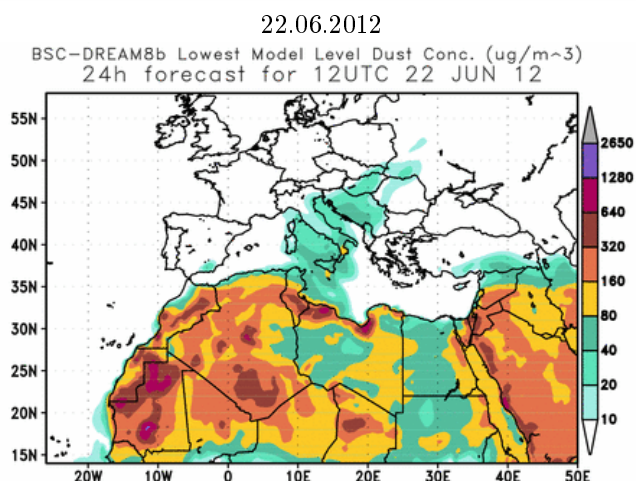 22.06.2012
BSC-DREAM8b Lowest Model Level Dust Conc. (ug/m^3)
24h forecast for 12UTC 22 JUN 12
55N
50N
45N
40N
35N
30N
25N
20N
15N
20W 10W 0 10E 20E 30E 40E 50E
2650
1280
640
320
160
80
40
20
10